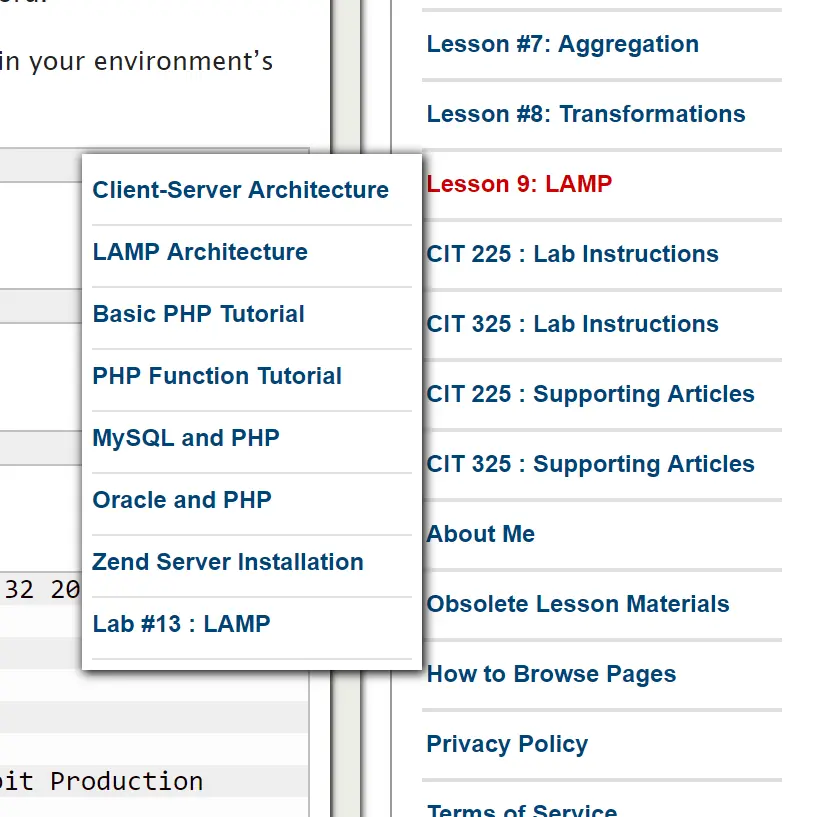 in your environment’s
32 20
Production
Client-Server Architecture
LAMP Architecture
Basic PHP Tutorial
PHP Function Tutorial
MySQL and PHP
Oracle and PHP
Zend Server Installation
Lab #13 : LAMP
Lesson #7: Aggregation
Lesson #8: Transformations
Lesson 9: LAMP
CIT 225 : Lab Instructions
CIT 325 : Lab Instructions
CIT 225 : Supporting Articles
CIT 325 : Supporting Articles
About Me
Obsolete Lesson Materials
How to Browse Pages
Privacy Policy
Terms of Service